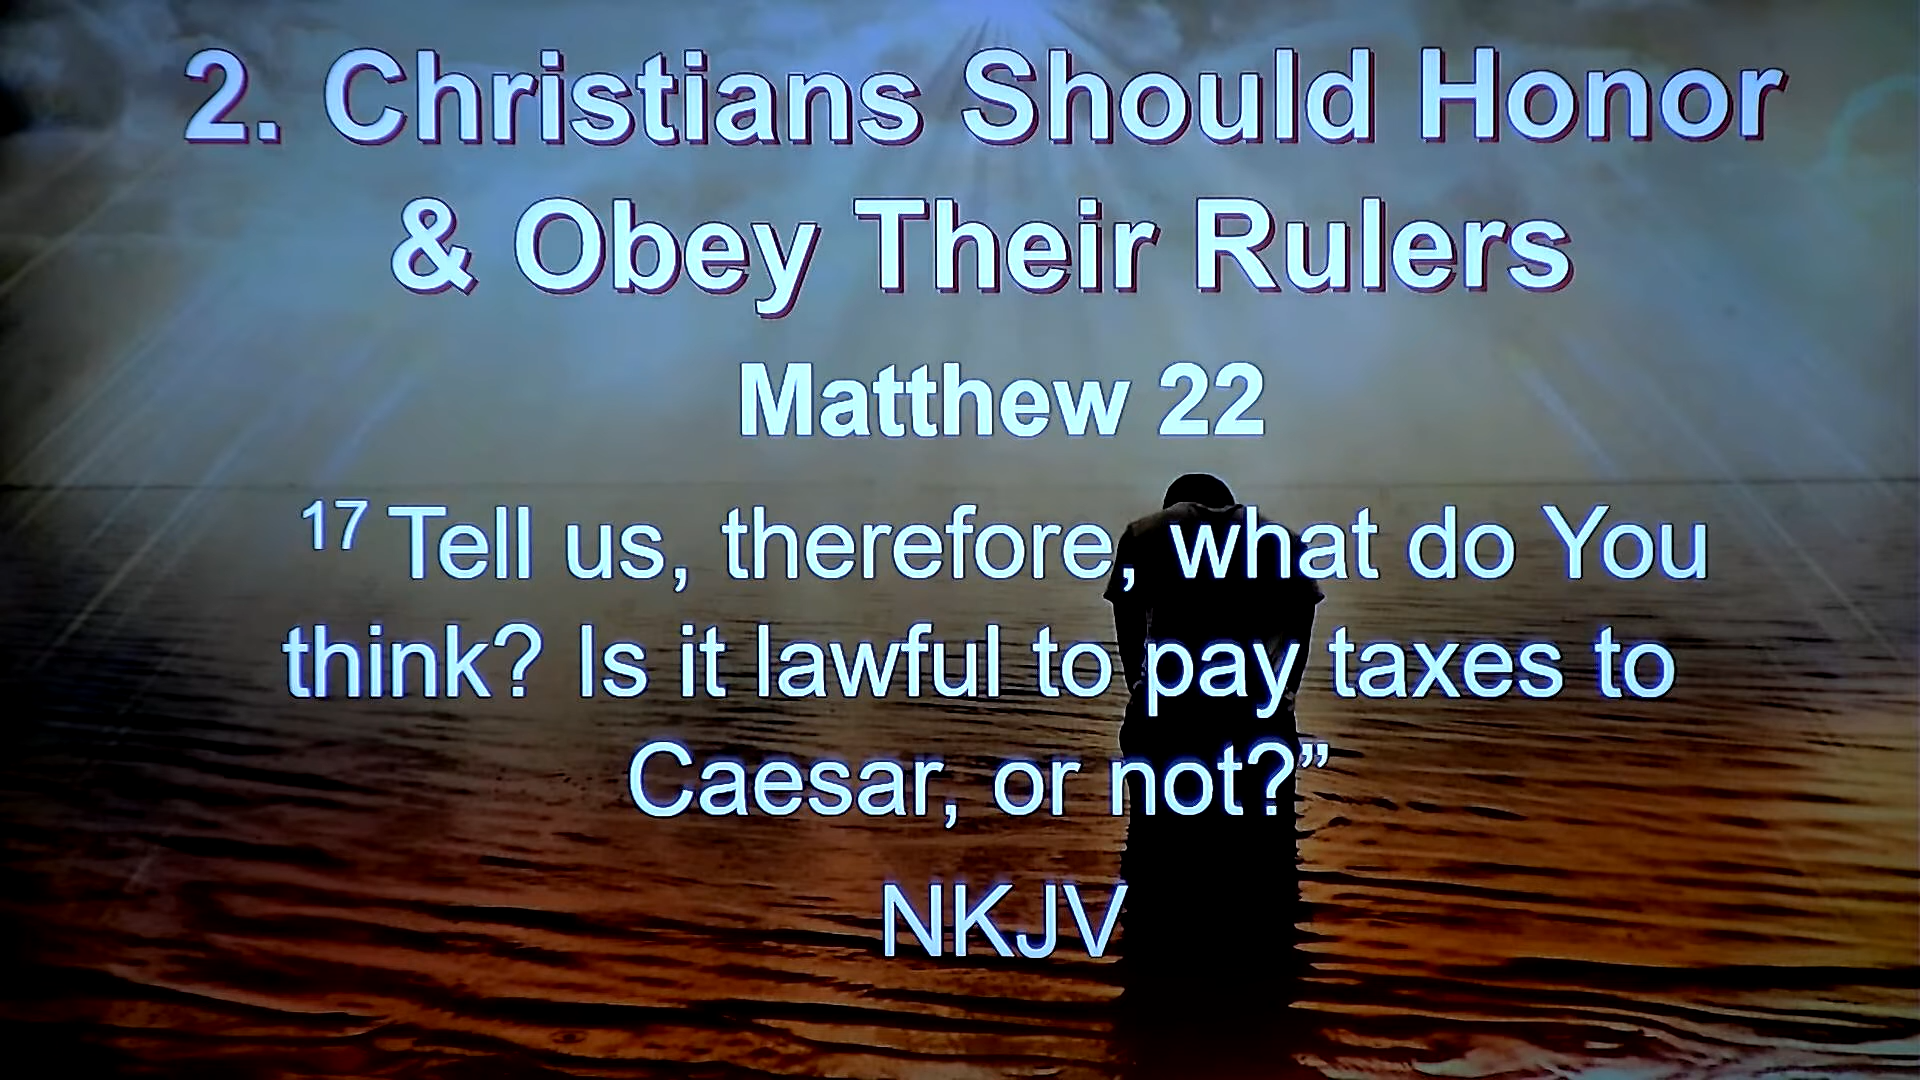 2. Christians Should Honor
& Obey Their Rulers
Matthew 22
17 Tell us, therefore, what do You
think? Is it lawful to pay taxes to
Caesar, or not?”
NKJV